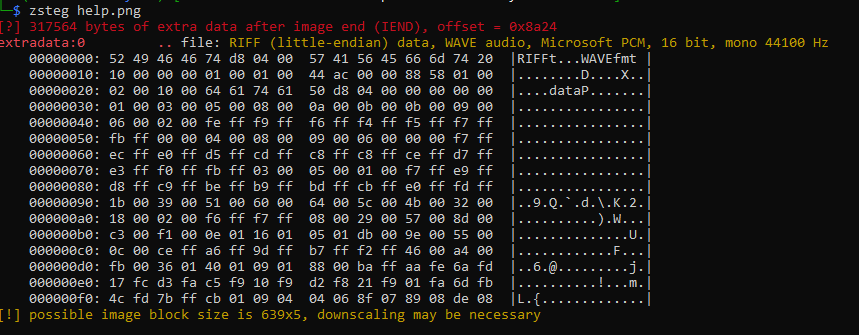 └─$ zsteg help.png
[?] 317564 bytes of extra data after image end (IEND), offset = 0x8a24
extradata:0         .. file: RIFF (little-endian) data, WAVE audio, Microsoft PCM, 16 bit, mono 44100 Hz
    00000000: 52 49 46 46 74 d8 04 00  57 41 56 45 66 6d 74 20  |RIFFt...WAVEfmt |
    00000010: 10 00 00 00 01 00 01 00  44 ac 00 00 88 58 01 00  |........D....X..|
    00000020: 02 00 10 00 64 61 74 61  50 d8 04 00 00 00 00 00  |....dataP.......|
    00000030: 01 00 03 00 05 00 08 00  0a 00 0b 00 0b 00 09 00  |................|
    00000040: 06 00 02 00 fe ff f9 ff  f6 ff f4 ff f5 ff f7 ff  |................|
    00000050: fb ff 00 00 04 00 08 00  09 00 06 00 00 00 f7 ff  |................|
    00000060: ec ff e0 ff d5 ff cd ff  c8 ff c8 ff ce ff d7 ff  |................|
    00000070: e3 ff f0 ff fb ff 03 00  05 00 01 00 f7 ff e9 ff  |................|
    00000080: d8 ff c9 ff be ff b9 ff  bd ff cb ff e0 ff fd ff  |................|
    00000090: 1b 00 39 00 51 00 60 00  64 00 5c 00 4b 00 32 00  |..9.Q.`.d.\.K.2.|
    000000a0: 18 00 02 00 f6 ff f7 ff  08 00 29 00 57 00 8d 00  |..........).W...|
    000000b0: c3 00 f1 00 0e 01 16 01  05 01 db 00 9e 00 55 00  |..............U.|
    000000c0: 0c 00 ce ff a6 ff 9d ff  b7 ff f2 ff 46 00 a4 00  |............F...|
    000000d0: fb 00 36 01 40 01 09 01  88 00 ba ff aa fe 6a fd  |..6.@.........j.|
    000000e0: 17 fc d3 fa c5 f9 10 f9  d2 f8 21 f9 01 fa 6d fb  |..........!...m.|
    000000f0: 4c fd 7b ff cb 01 09 04  04 06 8f 07 89 08 de 08  |L.{.............|
[!] possible image block size is 639x5, downscaling may be necessary